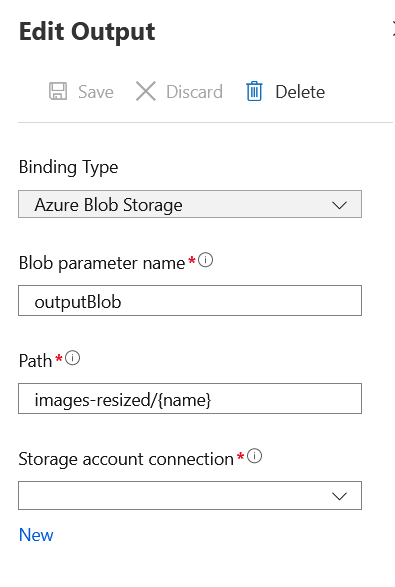 Edit Output
Save Discard Delete
Binding Type
Azure Blob Storage
Blob parameter name*
outputBlob
Path*
images-resized/{name}
Storage account connection*
New